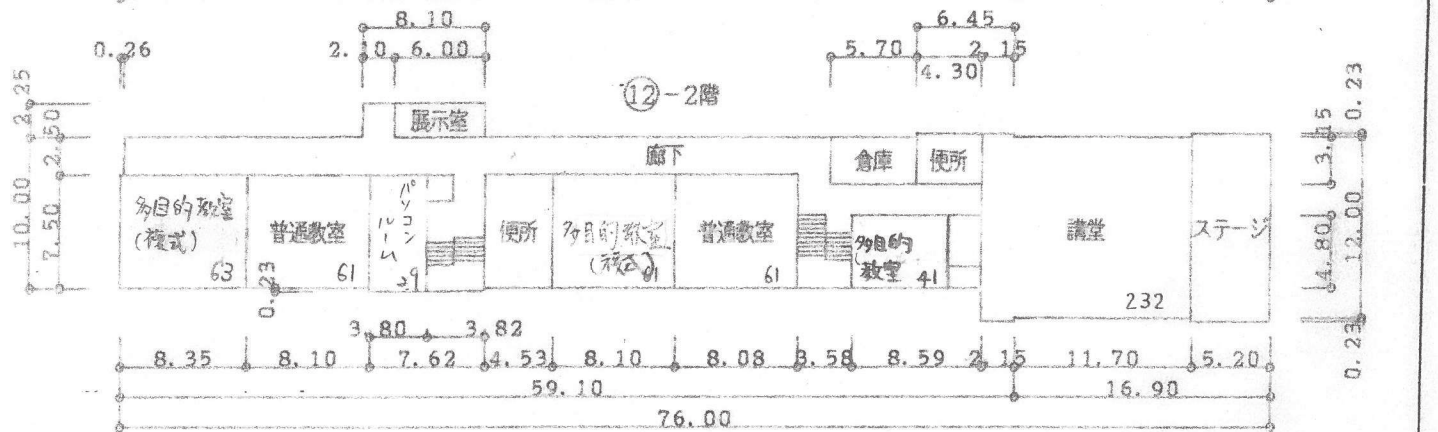 8.10
6.45
0.26
2.10 6.00
5.70
2.15
4.30
⑫-2階
2.25
2.50
10.00
7.50
展示室
廊下
倉庫
便所
多目的教室
(複式)
63
普通教室
61
パソコン
ルーム
29
便所
多目的教室
(複式)
61
普通教室
61
多目的
教室
41
講堂
232
ステージ
0.23
3.15
4.80
12.00
0.23
0.23
3.80 3.82
8.35 8.10 7.62 4.53 8.10 8.08 3.58 8.59 2.15 11.70 5.20
59.10 16.90
76.00